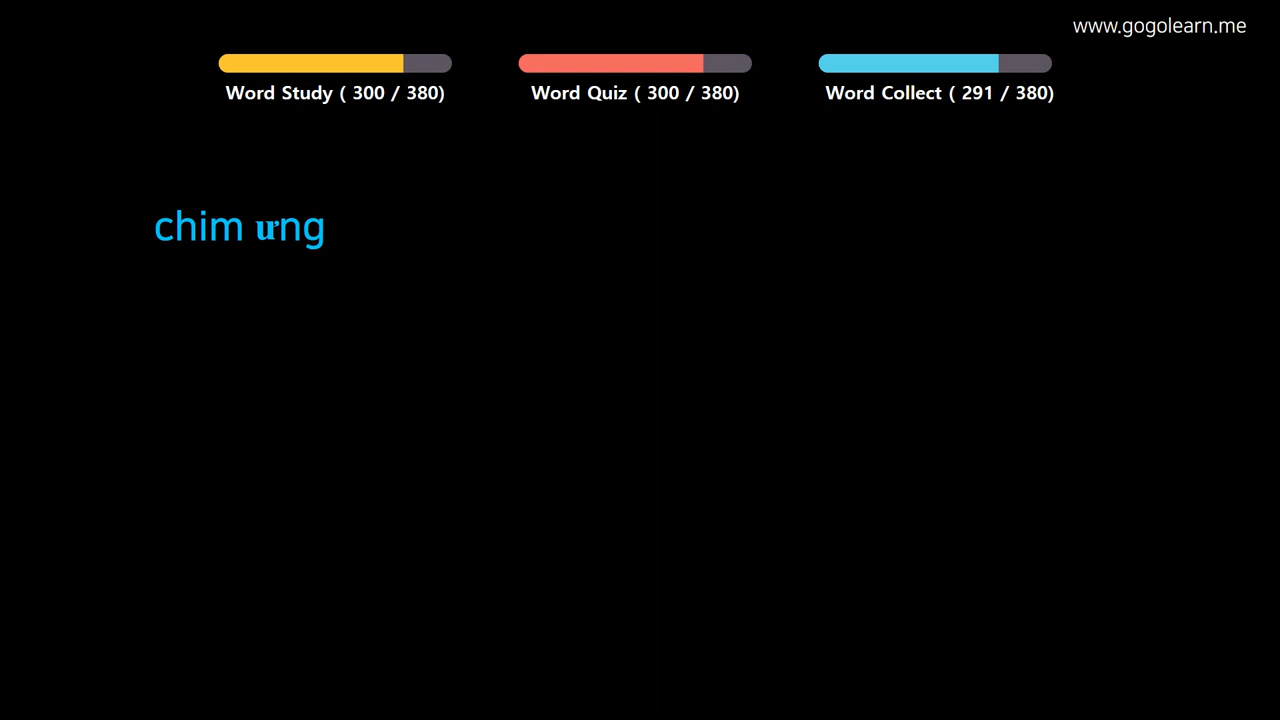 www.gogolearn.me
Word Study ( 300 / 380)
Word Quiz ( 300 / 380)
Word Collect ( 291 / 380)
chim ưng